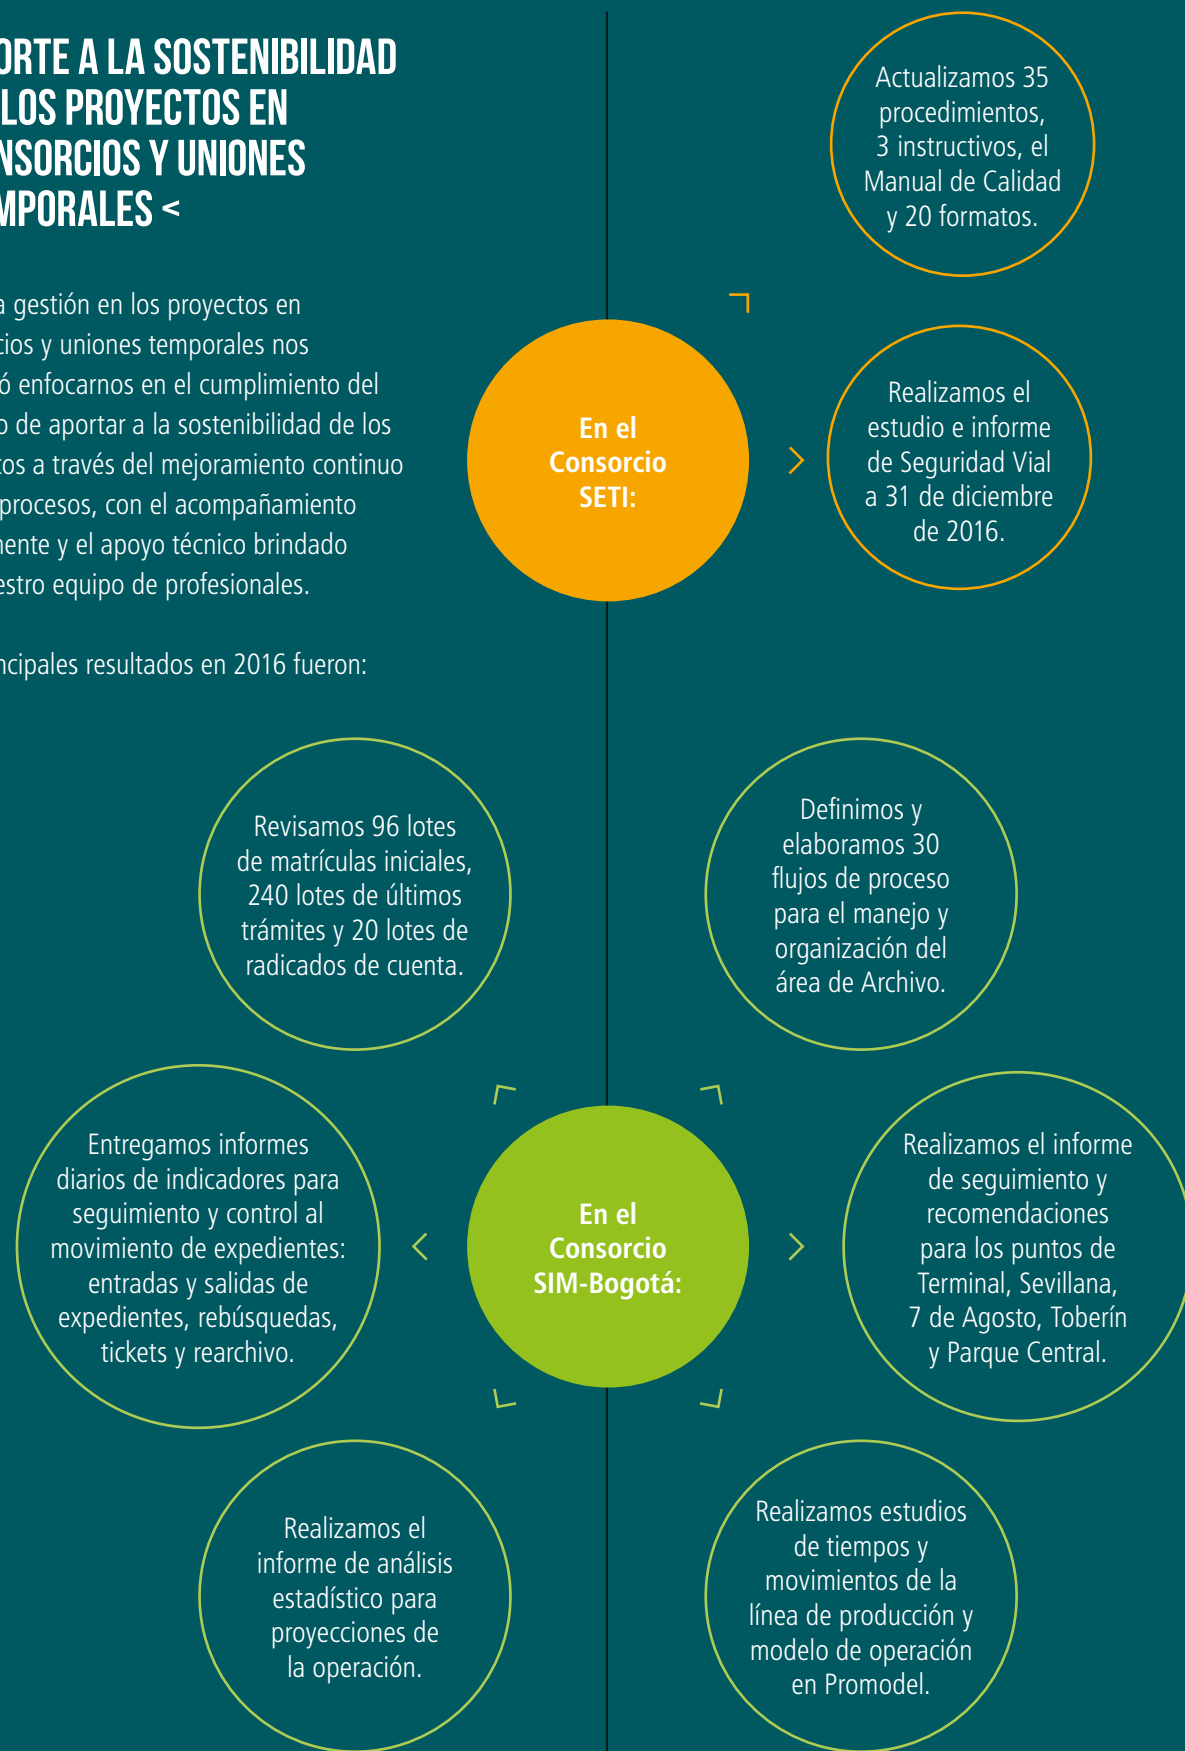 ORTE A LA SOSTENIBILIDAD
LOS PROYECTOS EN
NSORCIOS Y UNIONES
MPORALES <
a gestión en los proyectos en
cios y uniones temporales nos
ó enfocarnos en el cumplimiento del
o de aportar a la sostenibilidad de los
tos a través del mejoramiento continuo
procesos, con el acompañamiento
nente y el apoyo técnico brindado
estro equipo de profesionales.
ncipales resultados en 2016 fueron:
En el
Consorcio
SETI:
Actualizamos 35
procedimientos,
3 instructivos, el
Manual de Calidad
y 20 formatos.
Realizamos el
estudio e informe
de Seguridad Vial
a 31 de diciembre
de 2016.
Revisamos 96 lotes
de matrículas iniciales,
240 lotes de últimos
trámites y 20 lotes de
radicados de cuenta.
Definimos y
elaboramos 30
flujos de proceso
para el manejo y
organización del
área de Archivo.
Entregamos informes
diarios de indicadores para
seguimiento y control al
movimiento de expedientes:
entradas y salidas de
expedientes, rebúsquedas,
tickets y rearchivo.
En el
Consorcio
SIM-Bogotá:
Realizamos el informe
de seguimiento y
recomendaciones
para los puntos de
Terminal, Sevillana,
7 de Agosto, Toberín
y Parque Central.
Realizamos el
informe de análisis
estadístico para
proyecciones de
la operación.
Realizamos estudios
de tiempos y
movimientos de la
línea de producción y
modelo de operación
en Promodel.